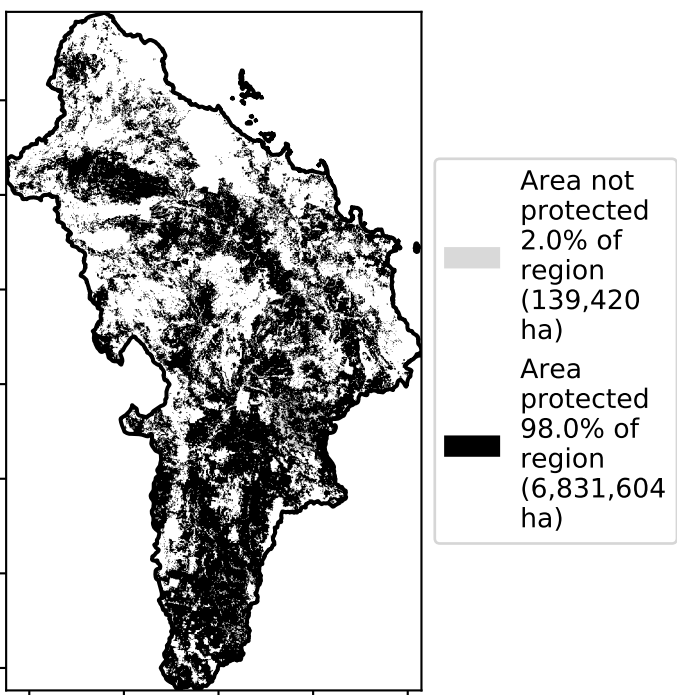 Area not
protected
2.0% of
region
(139,420
ha)
Area
protected
98.0% of
region
(6,831,604
ha)